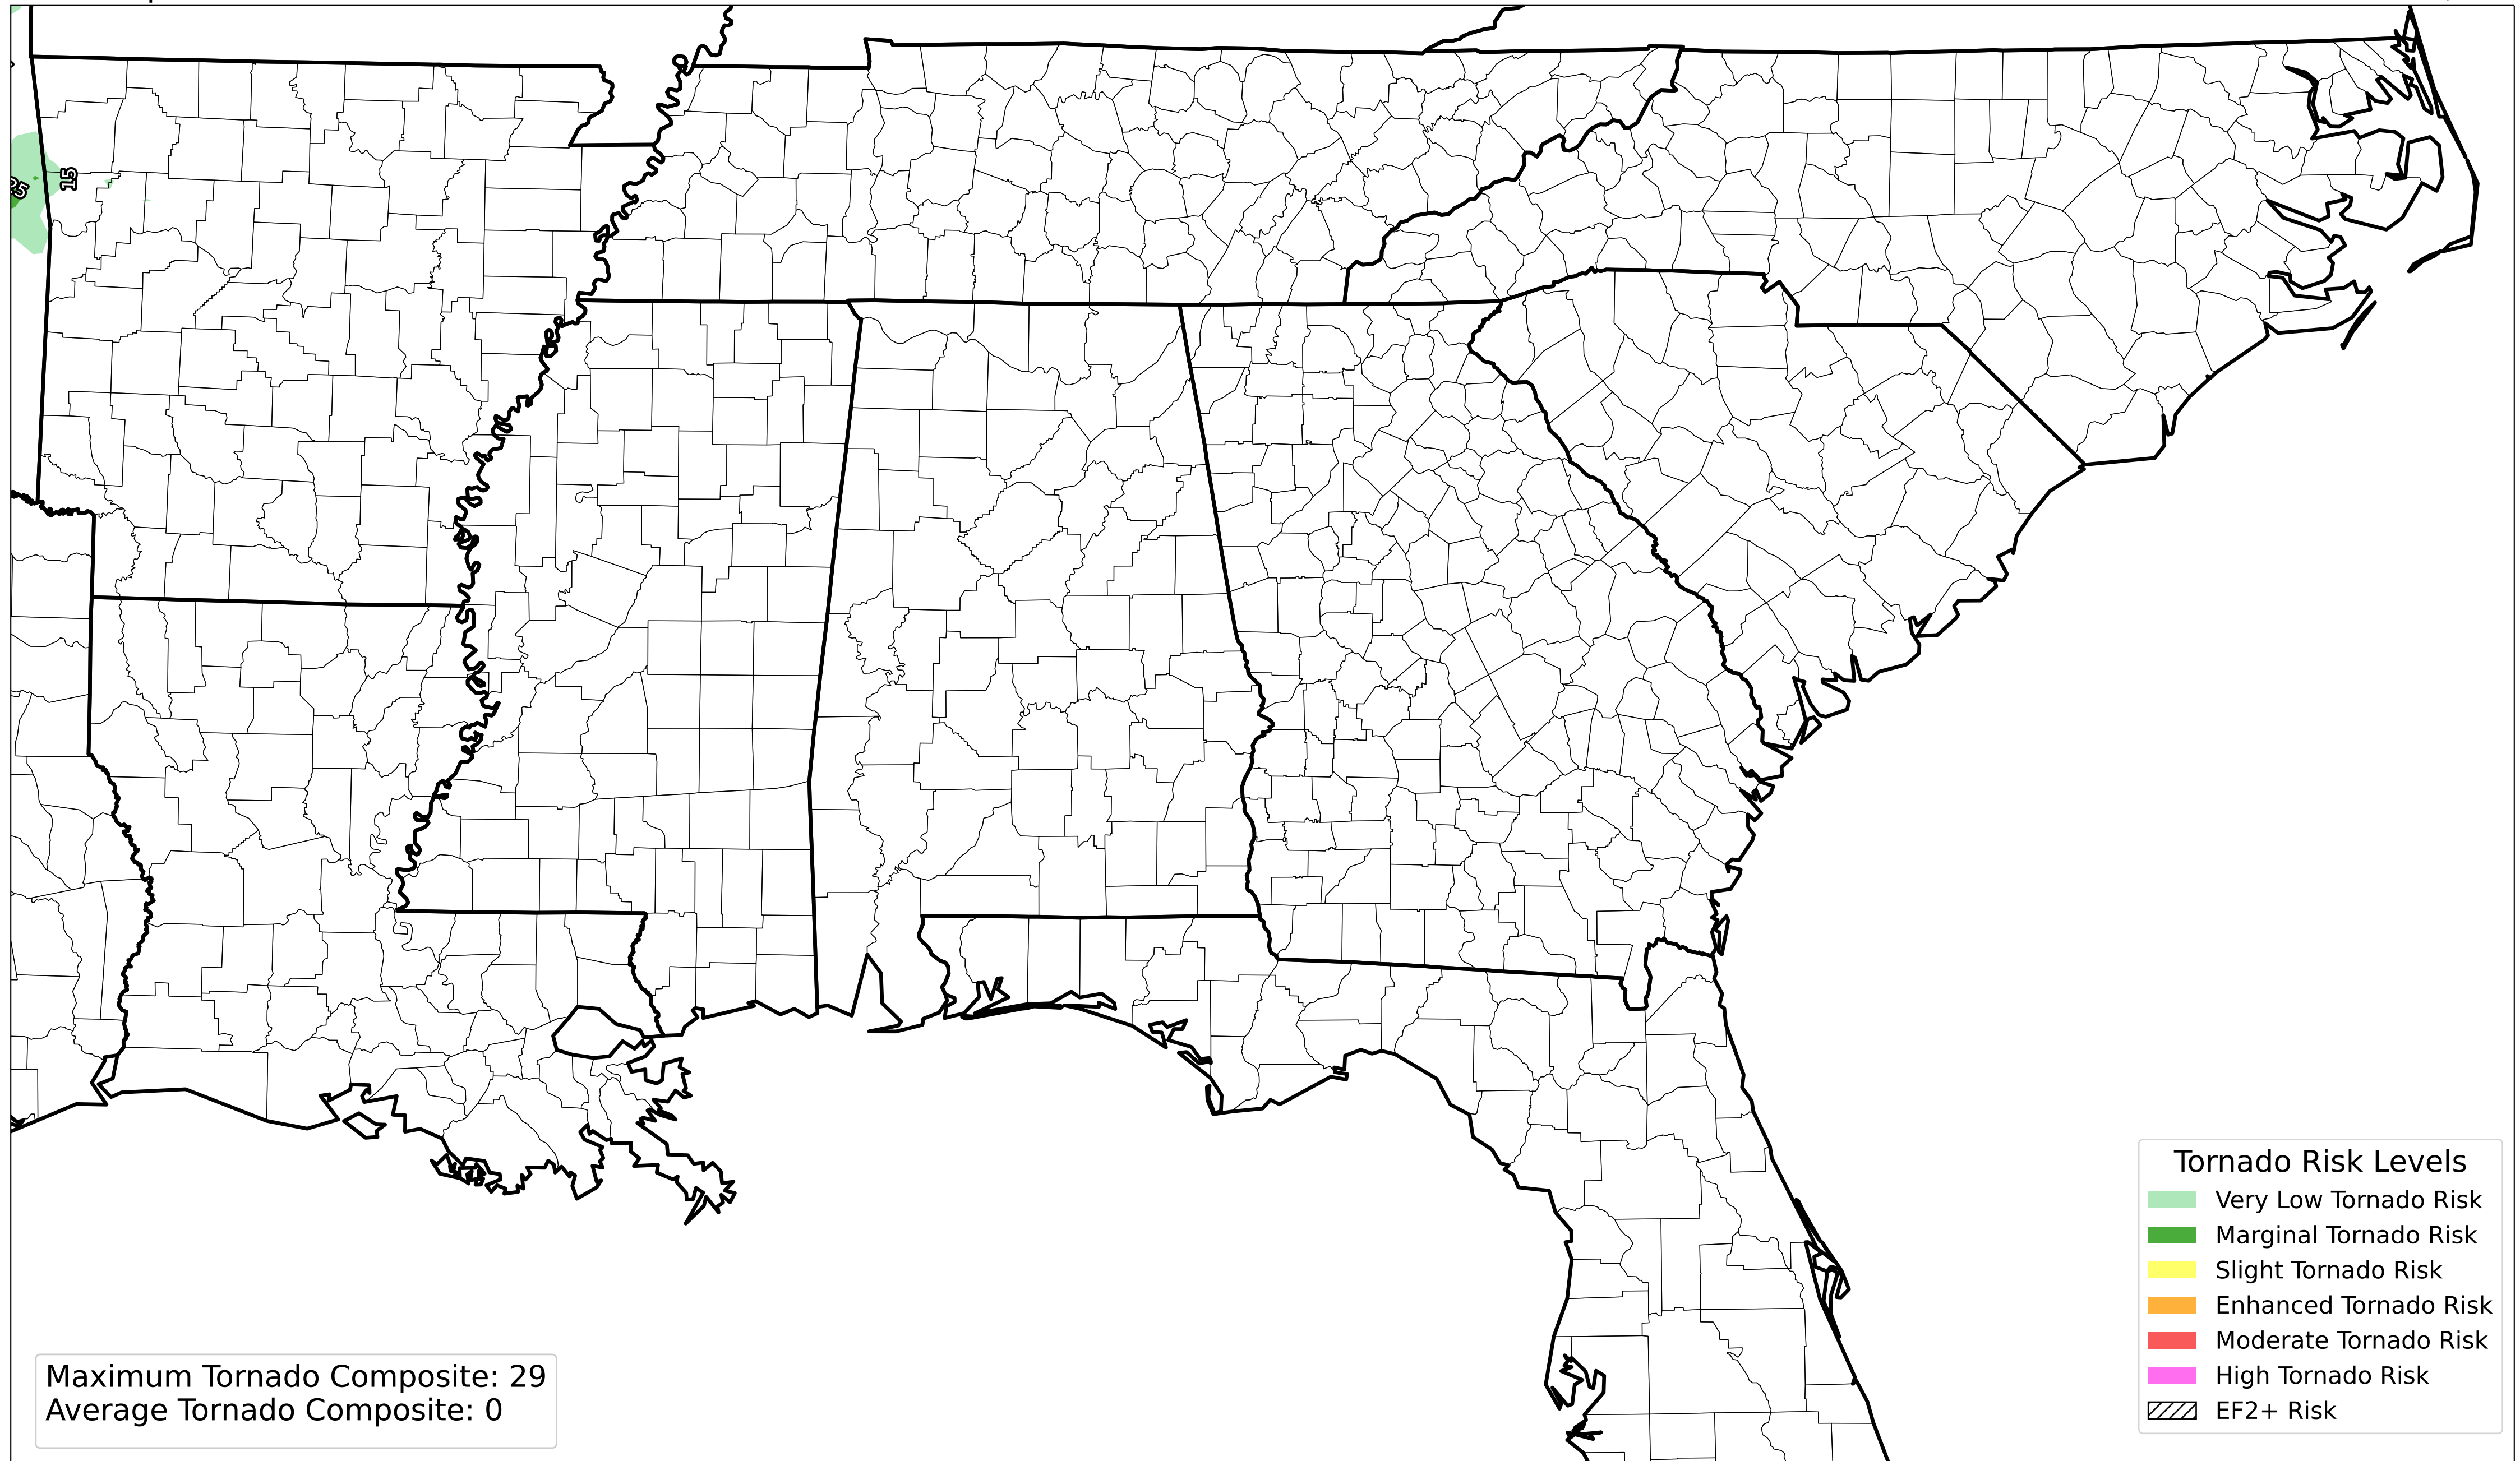 15
Tornado Risk Levels
Very Low Tornado Risk
Marginal Tornado Risk
Slight Tornado Risk
Enhanced Tornado Risk
Moderate Tornado Risk
High Tornado Risk
EF2+ Risk
Maximum Tornado Composite: 29
Average Tornado Composite: 0